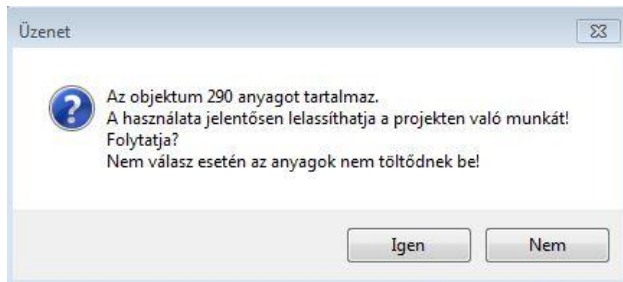 Üzenet
Az objektum 290 anyagot tartalmaz.
A használata jelentősen lelassíthatja a projekten való munkát!
Folytatja?
Nem válasz esetén az anyagok nem töltődnek be!
Igen
Nem